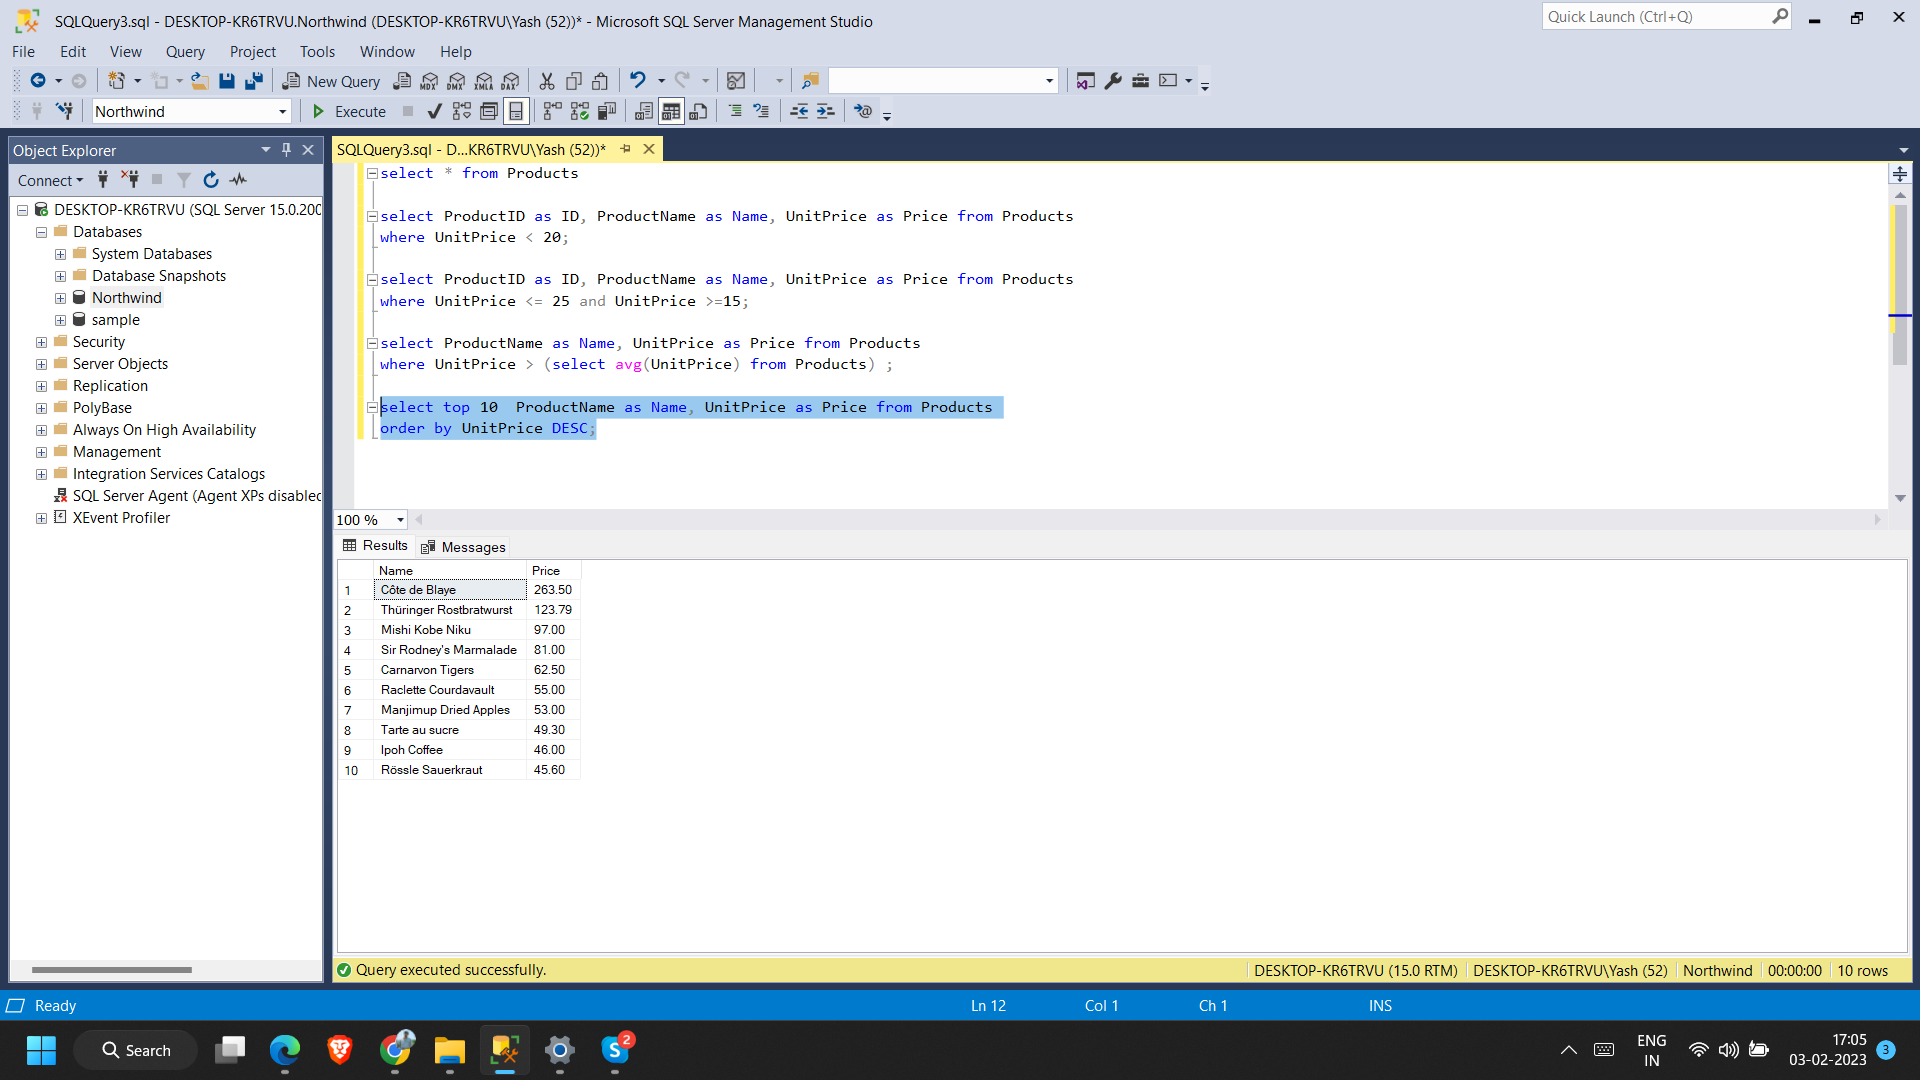 SQLQuery3.sql - DESKTOP-KR6TRVU.Northwind (DESKTOP-KR6TRVU\Yash (52))* - Microsoft SQL Server Management Studio
Quick Launch (Ctrl+Q)
File Edit View Query Project Tools Window Help
New Query MDX DMX XMLA DAX
Northwind Execute
Object Explorer
Connect
DESKTOP-KR6TRVU (SQL Server 15.0.200
Databases
System Databases
Database Snapshots
Northwind
sample
Security
Server Objects
Replication
PolyBase
Always On High Availability
Management
Integration Services Catalogs
SQL Server Agent (Agent XPs disabled
XEvent Profiler
SQLQuery3.sql - D...KR6TRVU\Yash (52))*
select * from Products
select ProductID as ID, ProductName as Name, UnitPrice as Price from Products
where UnitPrice < 20;
select ProductID as ID, ProductName as Name, UnitPrice as Price from Products
where UnitPrice <= 25 and UnitPrice >=15;
select ProductName as Name, UnitPrice as Price from Products
where UnitPrice > (select avg(UnitPrice) from Products) ;
select top 10  ProductName as Name, UnitPrice as Price from Products
order by UnitPrice DESC;
100 %
Results Messages
Name Price
1 Côte de Blaye 263.50
2 Thüringer Rostbratwurst 123.79
3 Mishi Kobe Niku 97.00
4 Sir Rodney's Marmalade 81.00
5 Carnarvon Tigers 62.50
6 Raclette Courdavault 55.00
7 Manjimup Dried Apples 53.00
8 Tarte au sucre 49.30
9 Ipoh Coffee 46.00
10 Rössle Sauerkraut 45.60
Query executed successfully. DESKTOP-KR6TRVU (15.0 RTM) DESKTOP-KR6TRVU\Yash (52) Northwind 00:00:00 10 rows
Ready Ln 12 Col 1 Ch 1 INS
Search 2 ENG IN 17:05 03-02-2023 3